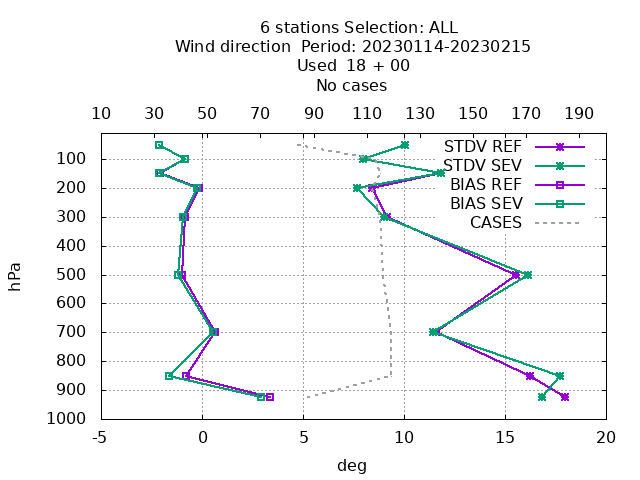 6 stations Selection: ALL
Wind direction  Period: 20230114-20230215
Used  18 + 00
No cases
10 30 50 70 90 110 130 150 170 190
STDV REF
STDV SEV
BIAS REF
BIAS SEV
CASES
100
200
300
400
500
600
700
800
900
1000
hPa
-5 0 5 10 15 20
deg